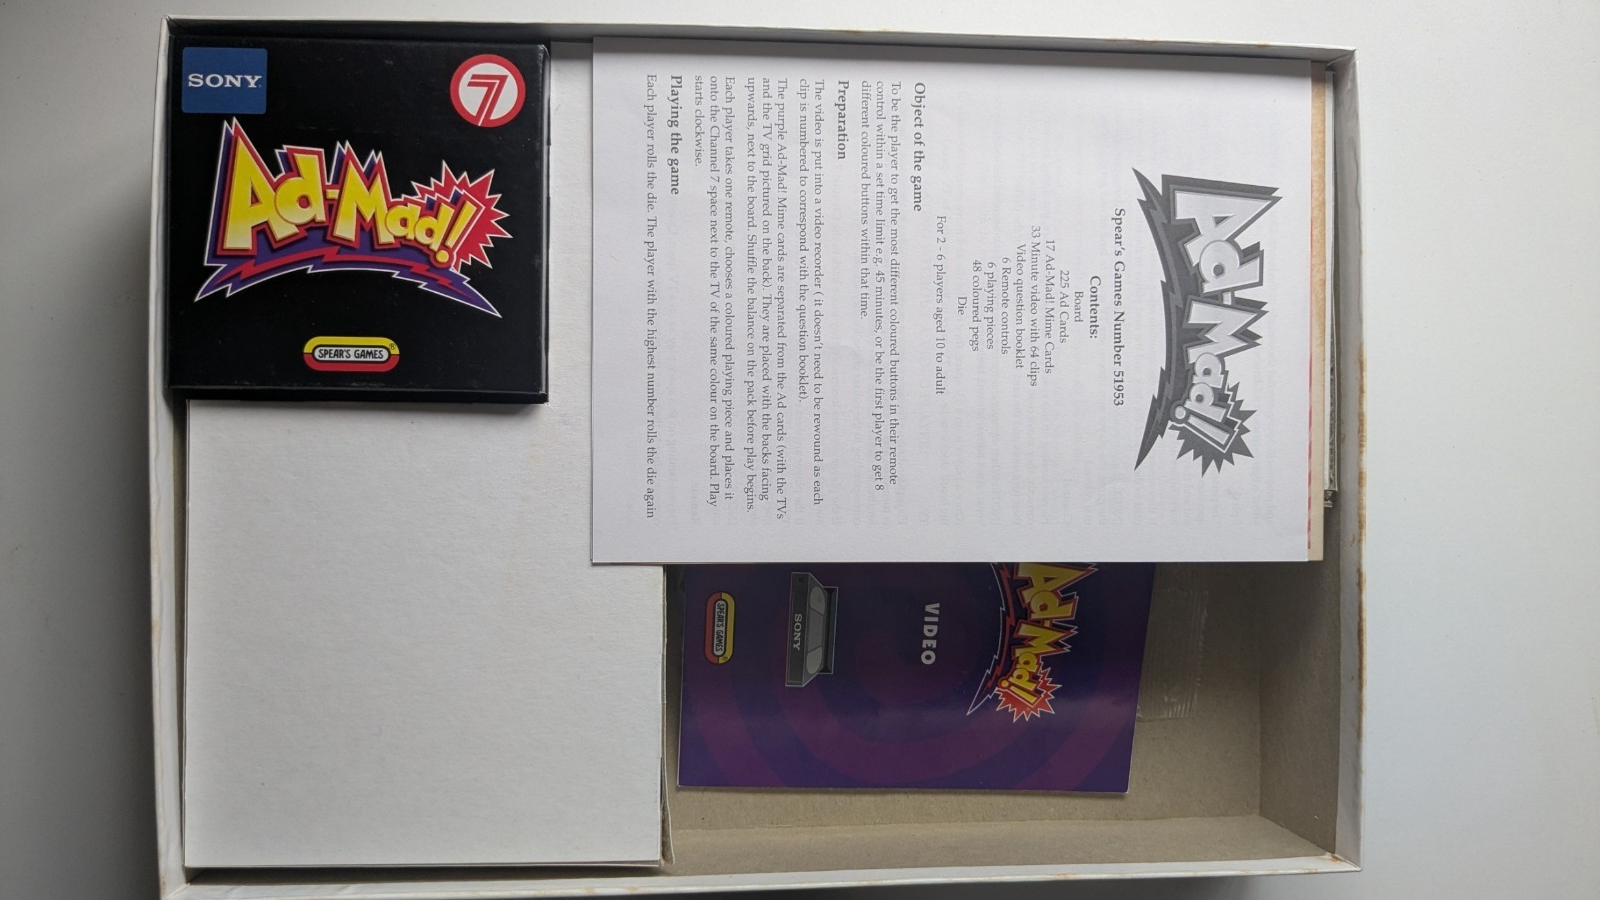 SONY
7
Ad-Mad!
SPEAR'S GAMES
Ad-Mad!
Spear's Games Number 51953
Contents:
Board
225 Ad Cards
17 Ad-Mad! Mime Cards
33 Minute video with 64 clips
Video question booklet
6 Remote controls
6 playing pieces
48 coloured pegs
Die
For 2 - 6 players aged 10 to adult
Object of the game
To be the player to get the most different coloured buttons in their remote
control within a set time limit e.g. 45 minutes, or be the first player to get 8
different coloured buttons within that time.
Preparation
The video is put into a video recorder ( it doesn't need to be rewound as each
clip is numbered to correspond with the question booklet).
The purple Ad-Mad! Mime cards are separated from the Ad cards (with the TVs
and the TV grid pictured on the back). They are placed with the backs facing
upwards, next to the board. Shuffle the balance on the pack before play begins.
Each player takes one remote, chooses a coloured playing piece and places it
onto the Channel 7 space next to the TV of the same colour on the board. Play
starts clockwise.
Playing the game
Each player rolls the die. The player with the highest number rolls the die again
Ad-Mad!
VIDEO
SONY
SPEAR'S GAMES